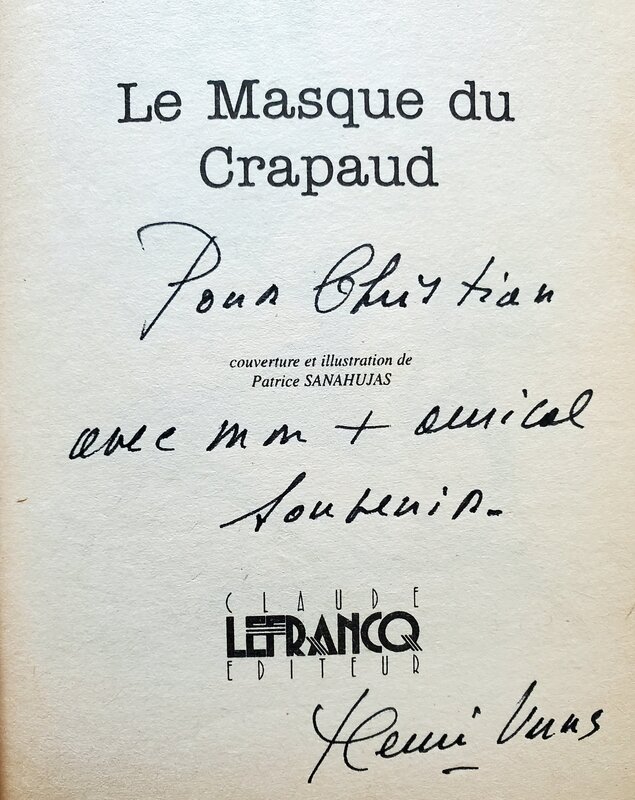 Le Masque du
Crapaud
Pour Christian
couverture et illustration de
Patrice SANAHUJAS
avec mon + amical
souvenir.
CLAUDE
LEFRANCQ
EDITEUR
Henri Vernes